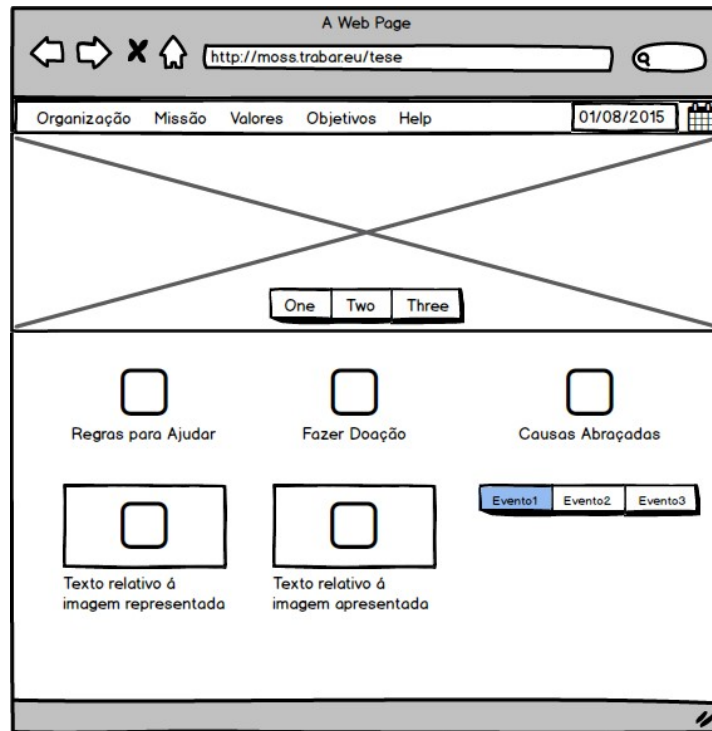 A Web Page
http://moss.trabar.eu/tese
Organização Missão Valores Objetivos Help 01/08/2015
One Two Three
Regras para Ajudar Fazer Doação Causas Abraçadas
Evento1 Evento2 Evento3
Texto relativo á
imagem representada
Texto relativo á
imagem apresentada